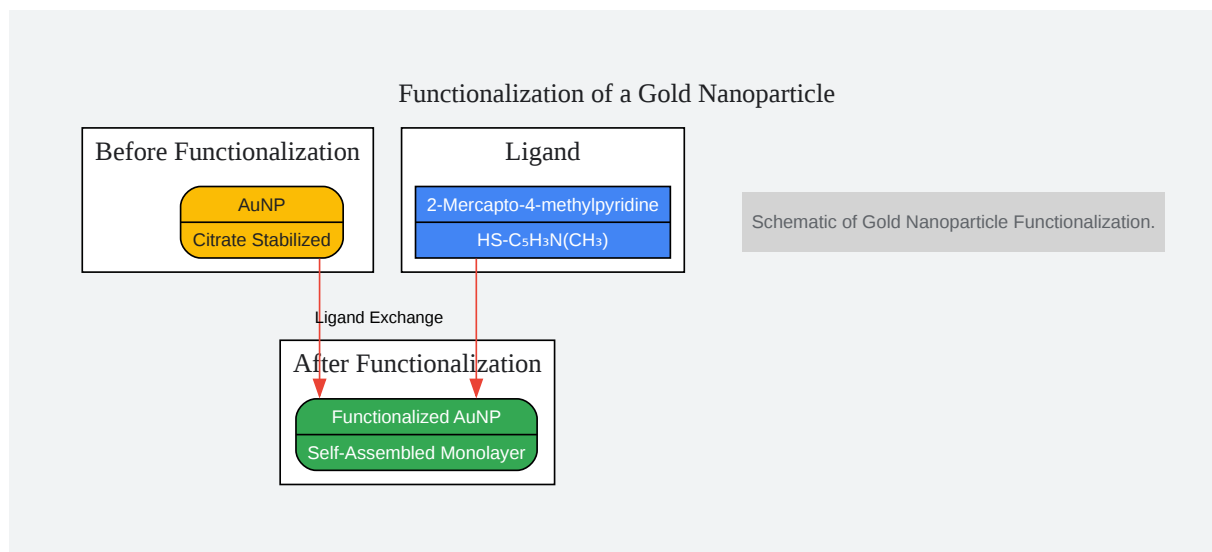 Functionalization of a Gold Nanoparticle
Before Functionalization
AuNP
Citrate Stabilized
Ligand
2-Mercapto-4-methylpyridine
HS-C₅H₃N(CH₃)
Schematic of Gold Nanoparticle Functionalization.
Ligand Exchange
After Functionalization
Functionalized AuNP
Self-Assembled Monolayer